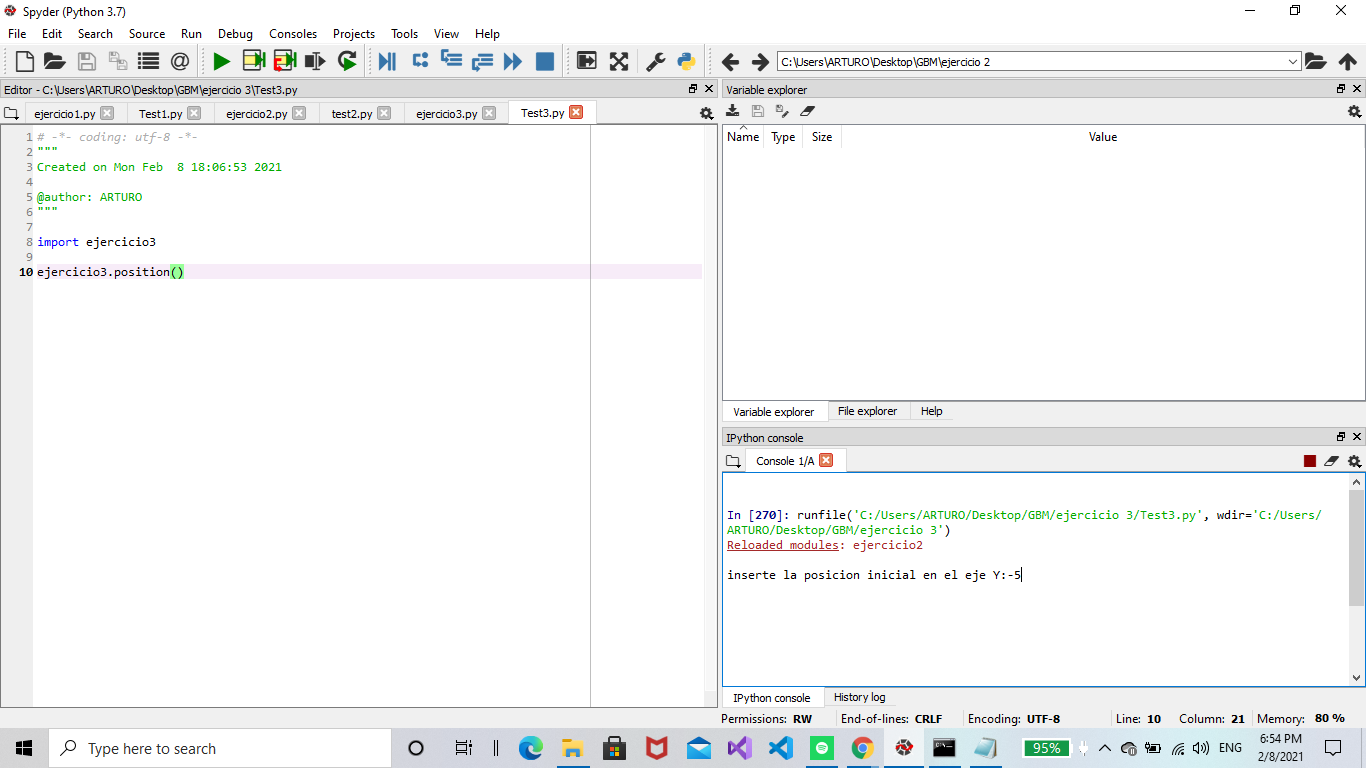 Spyder (Python 3.7)
File Edit Search Source Run Debug Consoles Projects Tools View Help
C:\Users\ARTURO\Desktop\GBM\ejercicio 2
Editor - C:\Users\ARTURO\Desktop\GBM\ejercicio 3\Test3.py
ejercicio1.py Test1.py ejercicio2.py test2.py ejercicio3.py Test3.py
1 # -*- coding: utf-8 -*-
2 """
3 Created on Mon Feb  8 18:06:53 2021
4
5 @author: ARTURO
6 """
7
8 import ejercicio3
9
10 ejercicio3.position()
Variable explorer
Name Type Size Value
Variable explorer File explorer Help
IPython console
Console 1/A
In [270]: runfile('C:/Users/ARTURO/Desktop/GBM/ejercicio 3/Test3.py', wdir='C:/Users/
ARTURO/Desktop/GBM/ejercicio 3')
Reloaded modules: ejercicio2
inserte la posicion inicial en el eje Y:-5
IPython console History log
Permissions: RW End-of-lines: CRLF Encoding: UTF-8 Line: 10 Column: 21 Memory: 80 %
Type here to search
95%
ENG
6:54 PM
2/8/2021